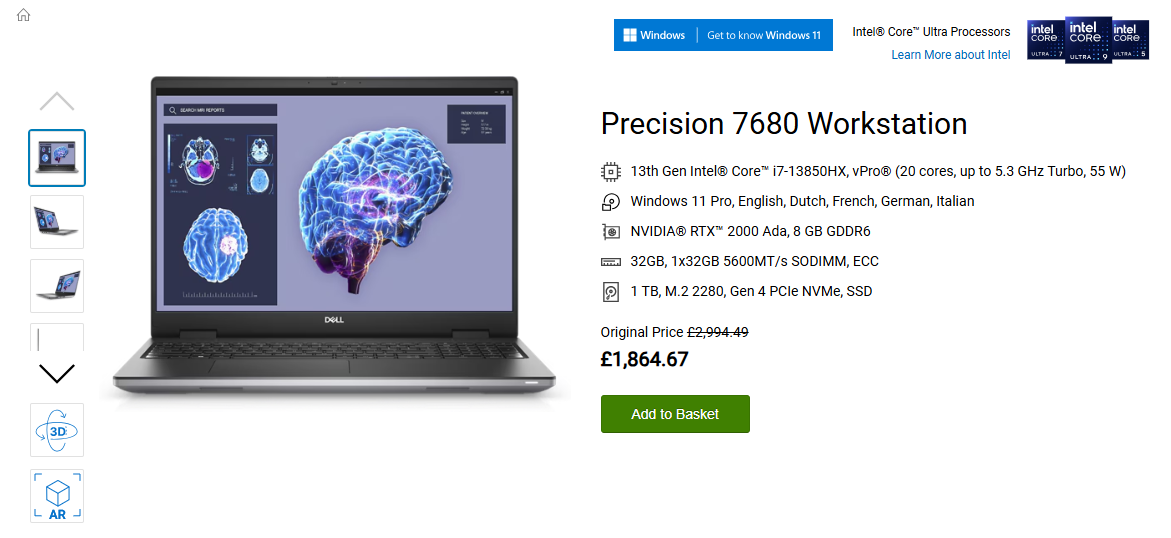 Windows
Get to know Windows 11
Intel® Core™ Ultra Processors
Learn More about Intel
intel
CORE
ULTRA 7
intel
CORE
ULTRA 9
intel
CORE
ULTRA 5
SEARCH MRI REPORTS
DELL
3D
AR
Precision 7680 Workstation
13th Gen Intel® Core™ i7-13850HX, vPro® (20 cores, up to 5.3 GHz Turbo, 55 W)
Windows 11 Pro, English, Dutch, French, German, Italian
NVIDIA® RTX™ 2000 Ada, 8 GB GDDR6
32GB, 1x32GB 5600MT/s SODIMM, ECC
1 TB, M.2 2280, Gen 4 PCIe NVMe, SSD
Original Price £2,994.49
£1,864.67
Add to Basket